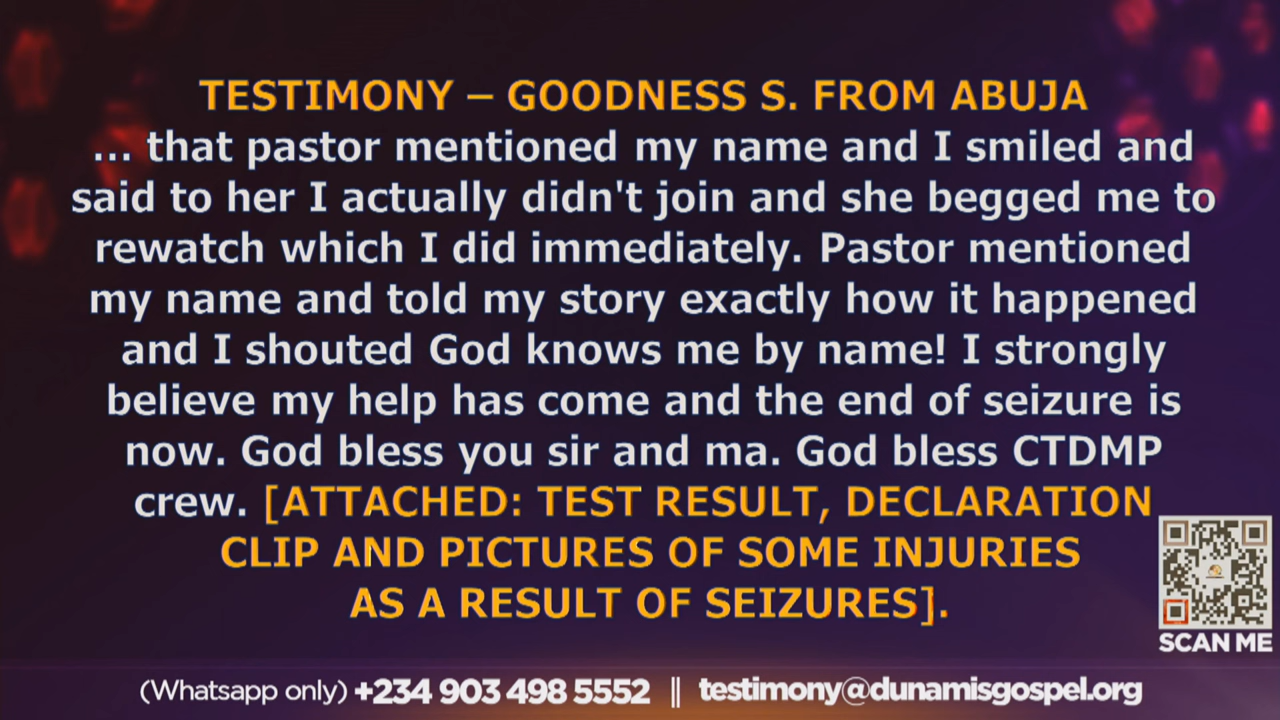 TESTIMONY – GOODNESS S. FROM ABUJA
... that pastor mentioned my name and I smiled and
said to her I actually didn't join and she begged me to
rewatch which I did immediately. Pastor mentioned
my name and told my story exactly how it happened
and I shouted God knows me by name! I strongly
believe my help has come and the end of seizure is
now. God bless you sir and ma. God bless CTDMP
crew. [ATTACHED: TEST RESULT, DECLARATION
CLIP AND PICTURES OF SOME INJURIES
AS A RESULT OF SEIZURES].
SCAN ME
(Whatsapp only) +234 903 498 5552 || testimony@dunamisgospel.org